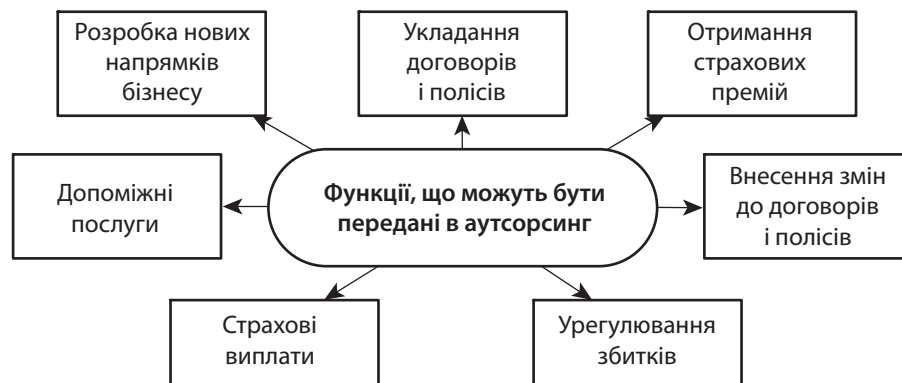 Розробка нових
напрямків
бізнесу
Укладання
договорів
і полісів
Отримання
страхових
премій
Допоміжні
послуги
Функції, що можуть бути
передані в аутсорсинг
Внесення змін
до договорів
і полісів
Страхові
виплати
Урегулювання
збитків